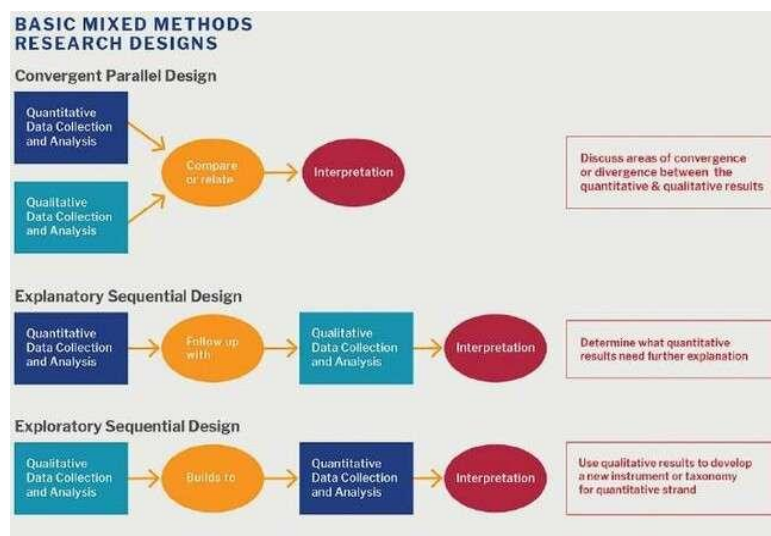 BASIC MIXED METHODS
RESEARCH DESIGNS
Convergent Parallel Design
Quantitative
Data Collection
and Analysis
Qualitative
Data Collection
and Analysis
Compare
or relate
Interpretation
Discuss areas of convergence
or divergence between the
quantitative & qualitative results
Explanatory Sequential Design
Quantitative
Data Collection
and Analysis
Follow up
with
Qualitative
Data Collection
and Analysis
Interpretation
Determine what quantitative
results need further explanation
Exploratory Sequential Design
Qualitative
Data Collection
and Analysis
Builds to
Quantitative
Data Collection
and Analysis
Interpretation
Use qualitative results to develop
a new instrument or taxonomy
for quantitative strand